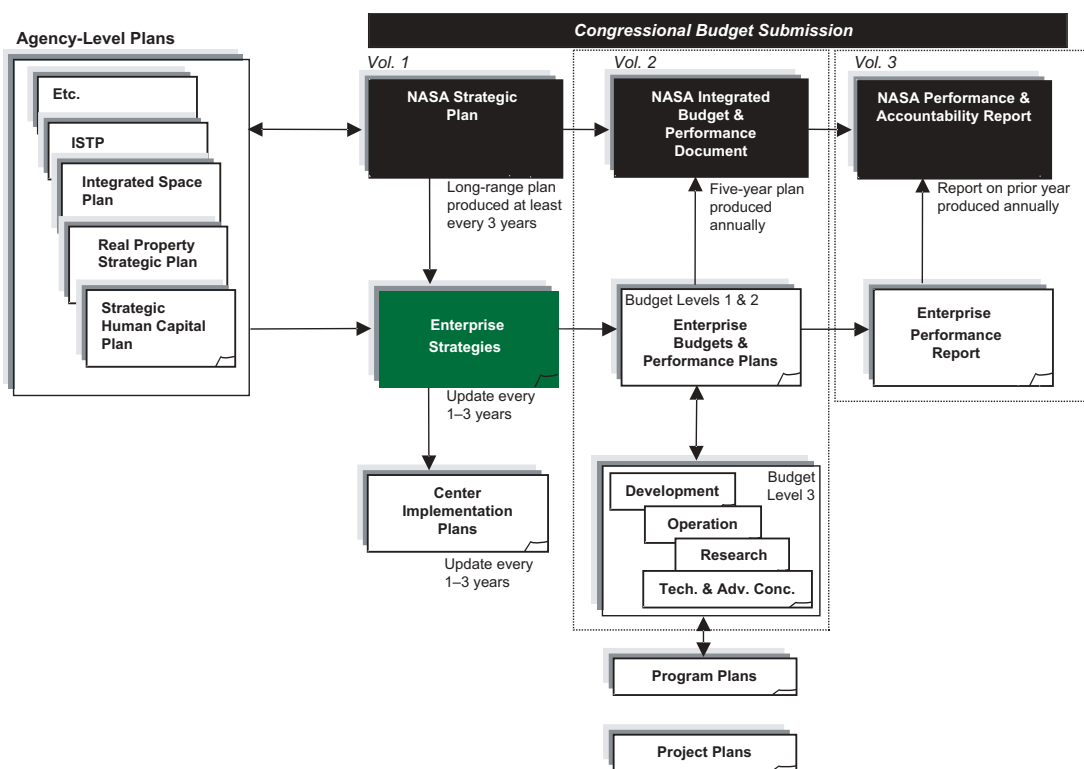 Congressional Budget Submission
Agency-Level Plans
Etc.
ISTP
Integrated Space
Plan
Real Property
Strategic Plan
Strategic
Human Capital
Plan
Vol. 1
NASA Strategic
Plan
Long-range plan
produced at least
every 3 years
Enterprise
Strategies
Update every
1–3 years
Center
Implementation
Plans
Update every
1–3 years
Vol. 2
NASA Integrated
Budget &
Performance
Document
Five-year plan
produced
annually
Budget Levels 1 & 2
Enterprise
Budgets &
Performance Plans
Budget
Level 3
Development
Operation
Research
Tech. & Adv. Conc.
Program Plans
Project Plans
Vol. 3
NASA Performance &
Accountability Report
Report on prior year
produced annually
Enterprise
Performance
Report